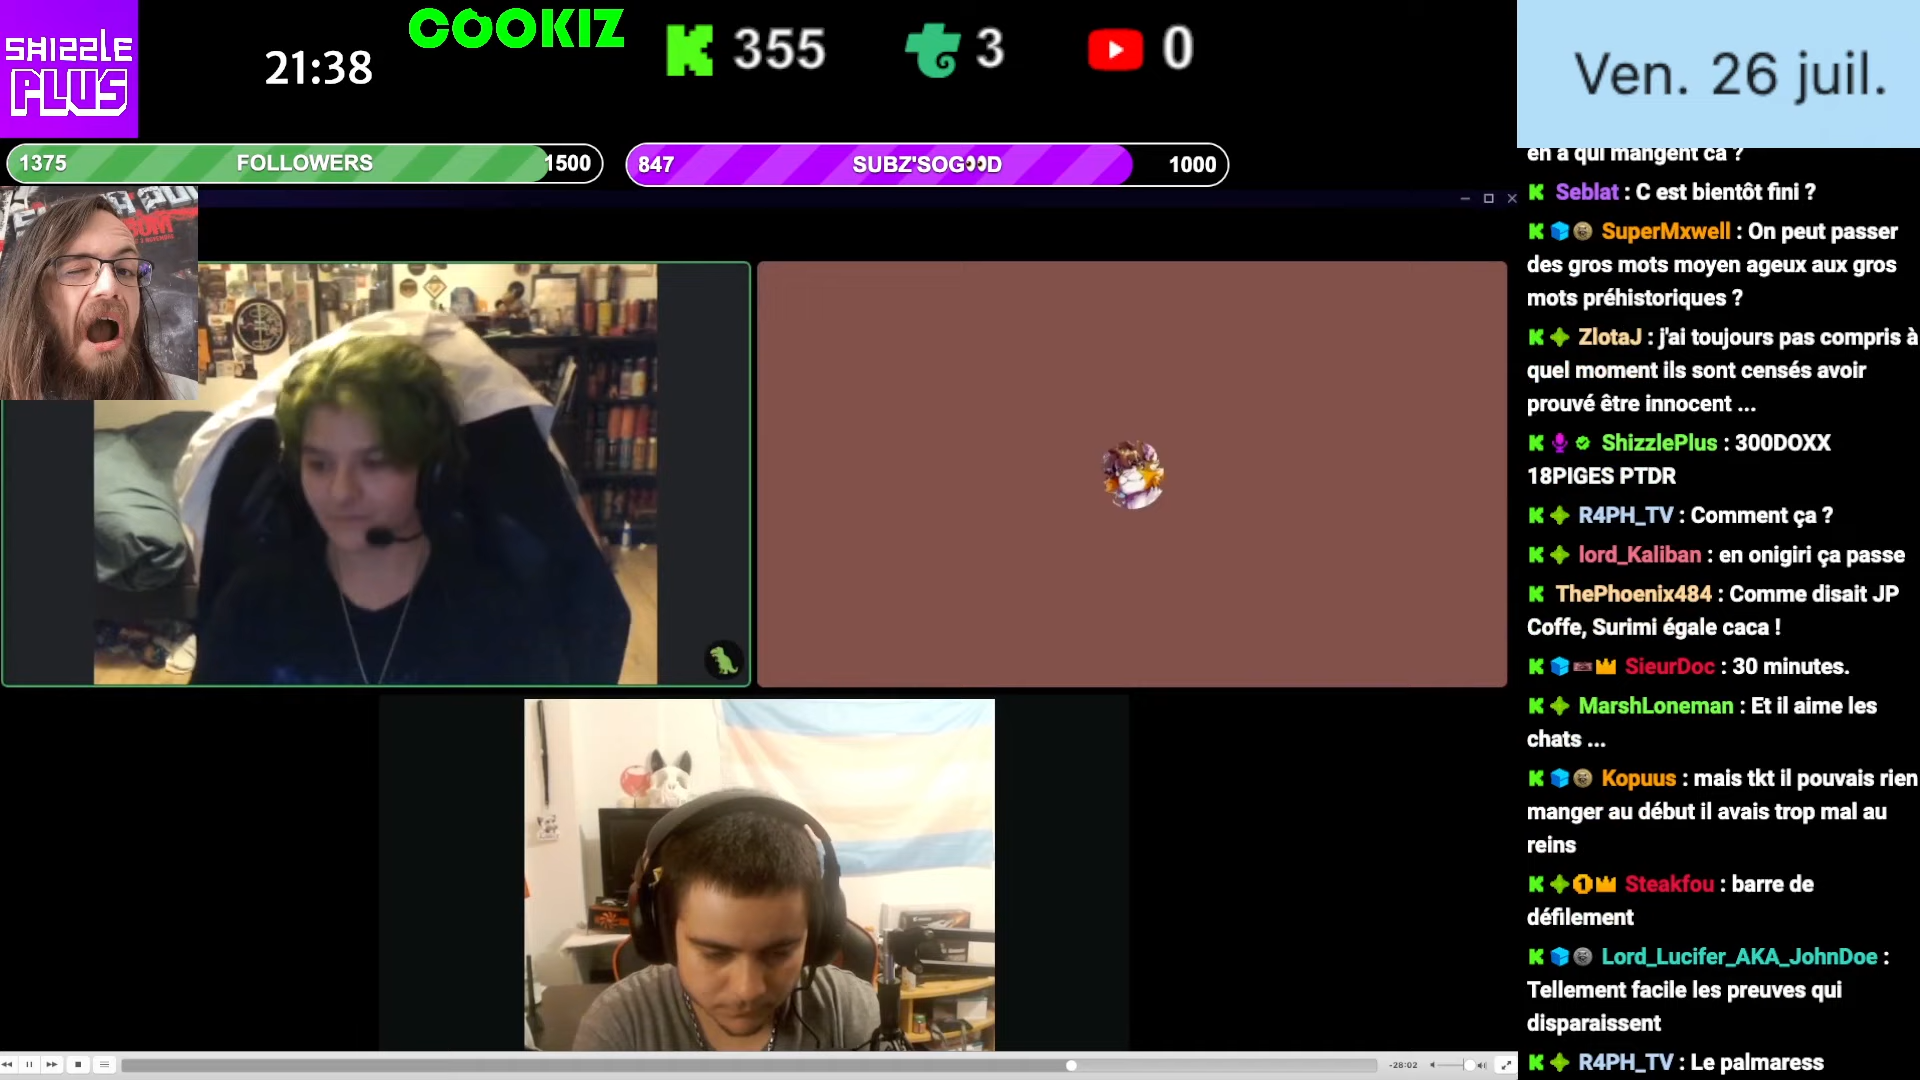 SHIZZLE
PLUS
21:38
COOKIZ
355
3
0
Ven. 26 juil.
1375 FOLLOWERS 1500
847 SUBZ'SOG👀D 1000
en a qui mangent ca ?
Seblat : C est bientôt fini ?
SuperMxwell : On peut passer
des gros mots moyen ageux aux gros
mots préhistoriques ?
ZlotaJ : j'ai toujours pas compris à
quel moment ils sont censés avoir
prouvé être innocent ...
ShizzlePlus : 300DOXX
18PIGES PTDR
R4PH_TV : Comment ça ?
lord_Kaliban : en onigiri ça passe
ThePhoenix484 : Comme disait JP
Coffe, Surimi égale caca !
SieurDoc : 30 minutes.
MarshLoneman : Et il aime les
chats ...
Kopuus : mais tkt il pouvais rien
manger au début il avais trop mal au
reins
Steakfou : barre de
défilement
Lord_Lucifer_AKA_JohnDoe :
Tellement facile les preuves qui
disparaissent
R4PH_TV : Le palmaress
-28:02